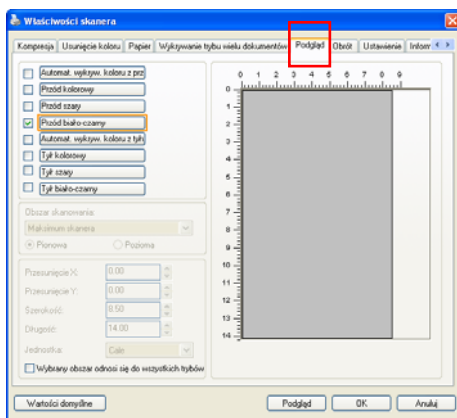 Właściwości skanera
Kompresja Usunięcie koloru Papier Wykrywanie trybu wielu dokumentów Podgląd Obrót Ustawienie Inform
Automat. wykryw. koloru z prz
Przód kolorowy
Przód szary
Przód biało-czarny
Automat. wykryw. koloru z tyłu
Tył kolorowy
Tył szary
Tył biało-czarny
Obszar skanowania:
Maksimum skanera
Pionowa Pozioma
Przesunięcie X: 0.00
Przesunięcie Y: 0.00
Szerokość: 8.50
Długość: 14.00
Jednostka: Cale
Wybrany obszar odnosi się do wszystkich trybów
0 1 2 3 4 5 6 7 8 9
0
1
2
3
4
5
6
7
8
9
10
11
12
13
14
Wartości domyślne Podgląd OK Anuluj